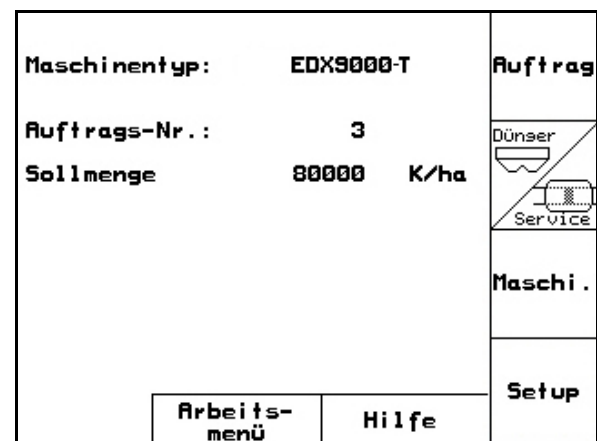 Maschinentyp: EDX9000-T
Auftrags-Nr.: 3
Sollmenge 80000 K/ha
Auftrag
Dünger
Service
Maschi.
Setup
Arbeits-
menü
Hilfe